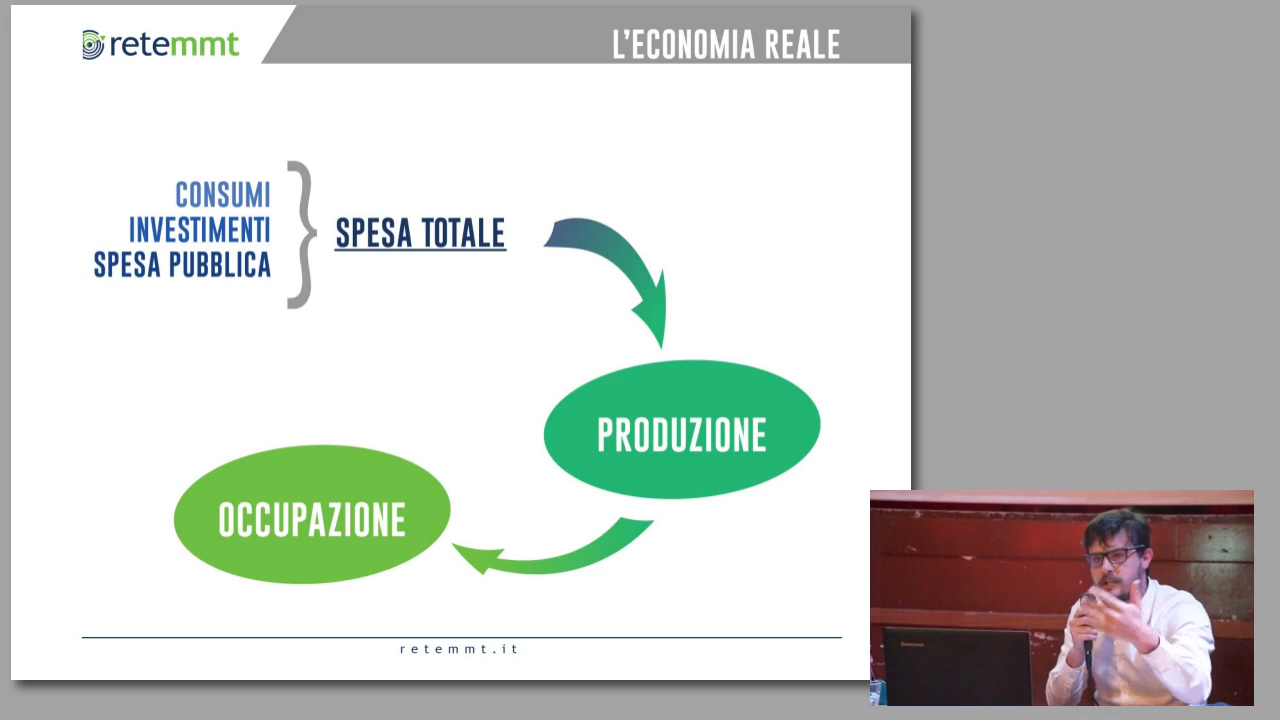 retemmt
L'ECONOMIA REALE
CONSUMI
INVESTIMENTI
SPESA PUBBLICA
SPESA TOTALE
PRODUZIONE
OCCUPAZIONE
retemmt.it